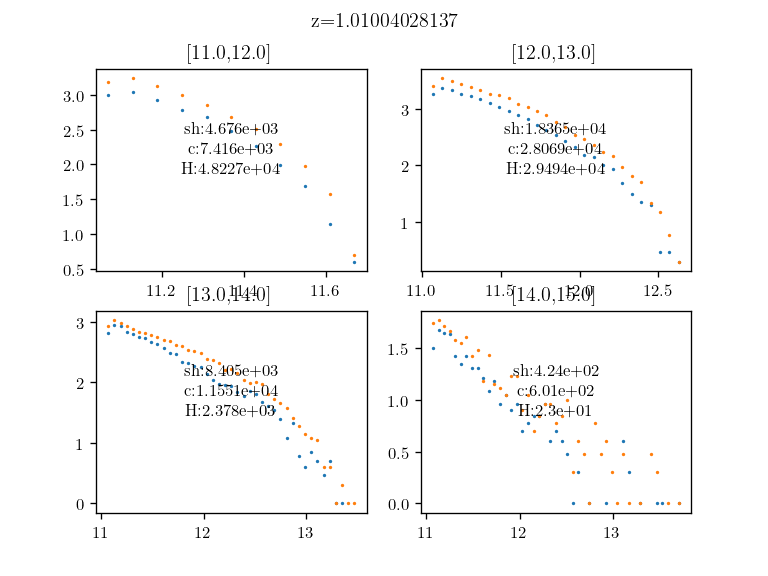 z=1.01004028137
[11.0,12.0]
[12.0,13.0]
3.0
2.5
2.0
1.5
1.0
0.5
sh:4.676e+03
c:7.416e+03
H:4.8227e+04
11.2
11.4
11.6
3
2
1
sh:1.8365e+04
c:2.8069e+04
H:2.9494e+04
11.0
11.5
12.0
12.5
[13.0,14.0]
[14.0,15.0]
3
2
1
0
sh:8.405e+03
c:1.1551e+04
H:2.378e+03
11
12
13
1.5
1.0
0.5
0.0
sh:4.24e+02
c:6.01e+02
H:2.3e+01
11
12
13